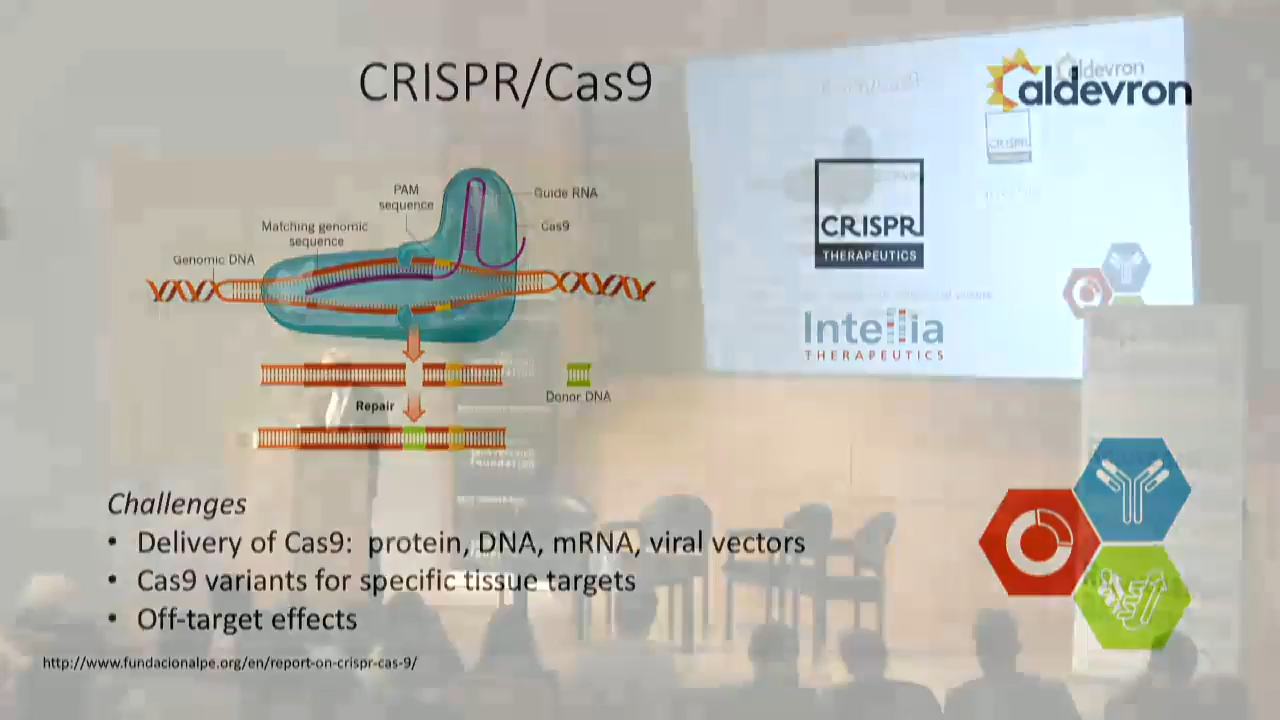 CRISPR/Cas9
aldevron
aldevron
CRISPR
PAM
sequence
Guide RNA
Cas9
Matching genomic
sequence
Genomic DNA
CRISPR
THERAPEUTICS
Intellia
THERAPEUTICS
Donor DNA
Repair
Challenges
• Delivery of Cas9: protein, DNA, mRNA, viral vectors
• Cas9 variants for specific tissue targets
• Off-target effects
http://www.fundacionalpe.org/en/report-on-crispr-cas-9/